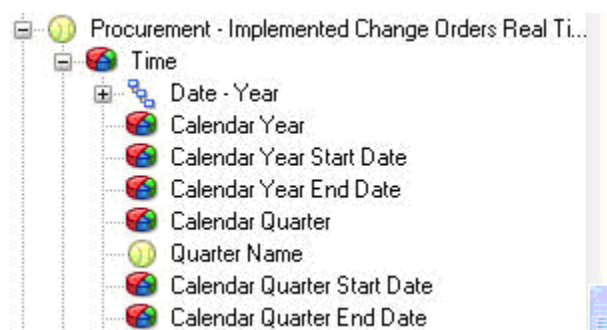 Procurement - Implemented Change Orders Real Ti...
Time
Date - Year
Calendar Year
Calendar Year Start Date
Calendar Year End Date
Calendar Quarter
Quarter Name
Calendar Quarter Start Date
Calendar Quarter End Date